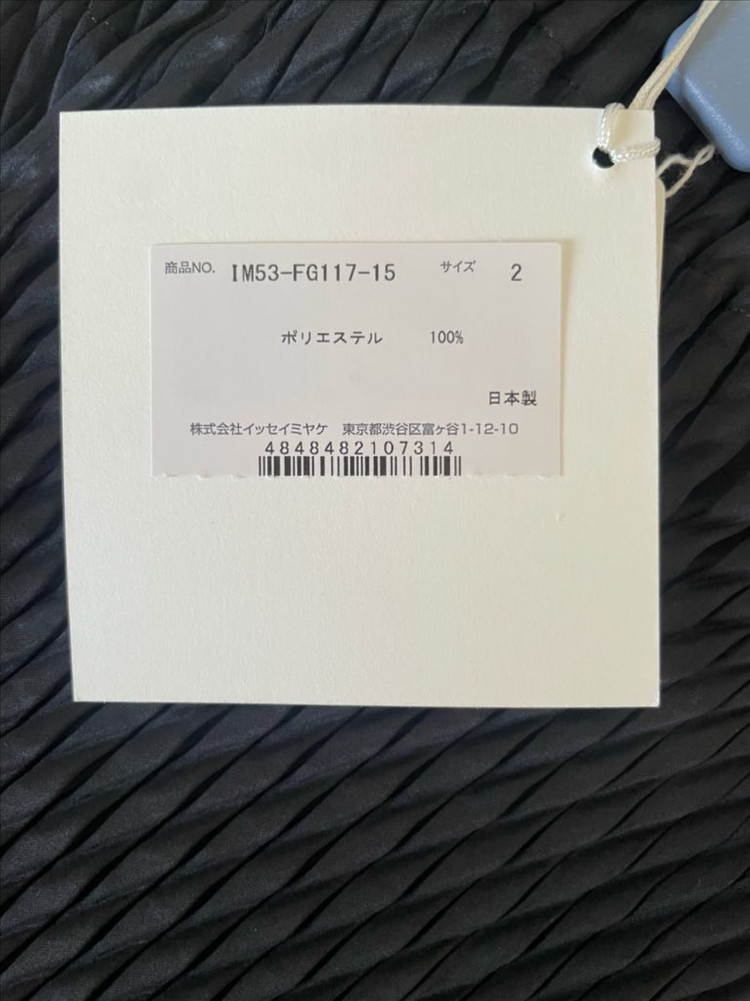 商品NO. IM53-FG117-15 サイズ 2
ポリエステル 100%
日本製
株式会社イッセイミヤケ 東京都渋谷区富ヶ谷1-12-10
4848482107314